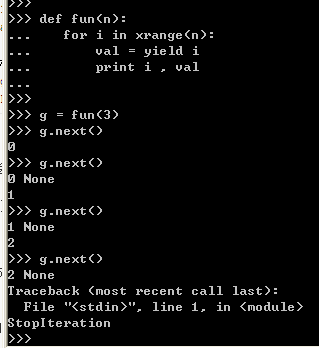 >>>
>>> def fun(n):
...     for i in xrange(n):
...         val = yield i
...         print i , val
...
>>>
>>> g = fun(3)
>>> g.next()
0
>>> g.next()
0 None
1
>>> g.next()
1 None
2
>>> g.next()
2 None
Traceback (most recent call last):
  File "<stdin>", line 1, in <module>
StopIteration
>>>